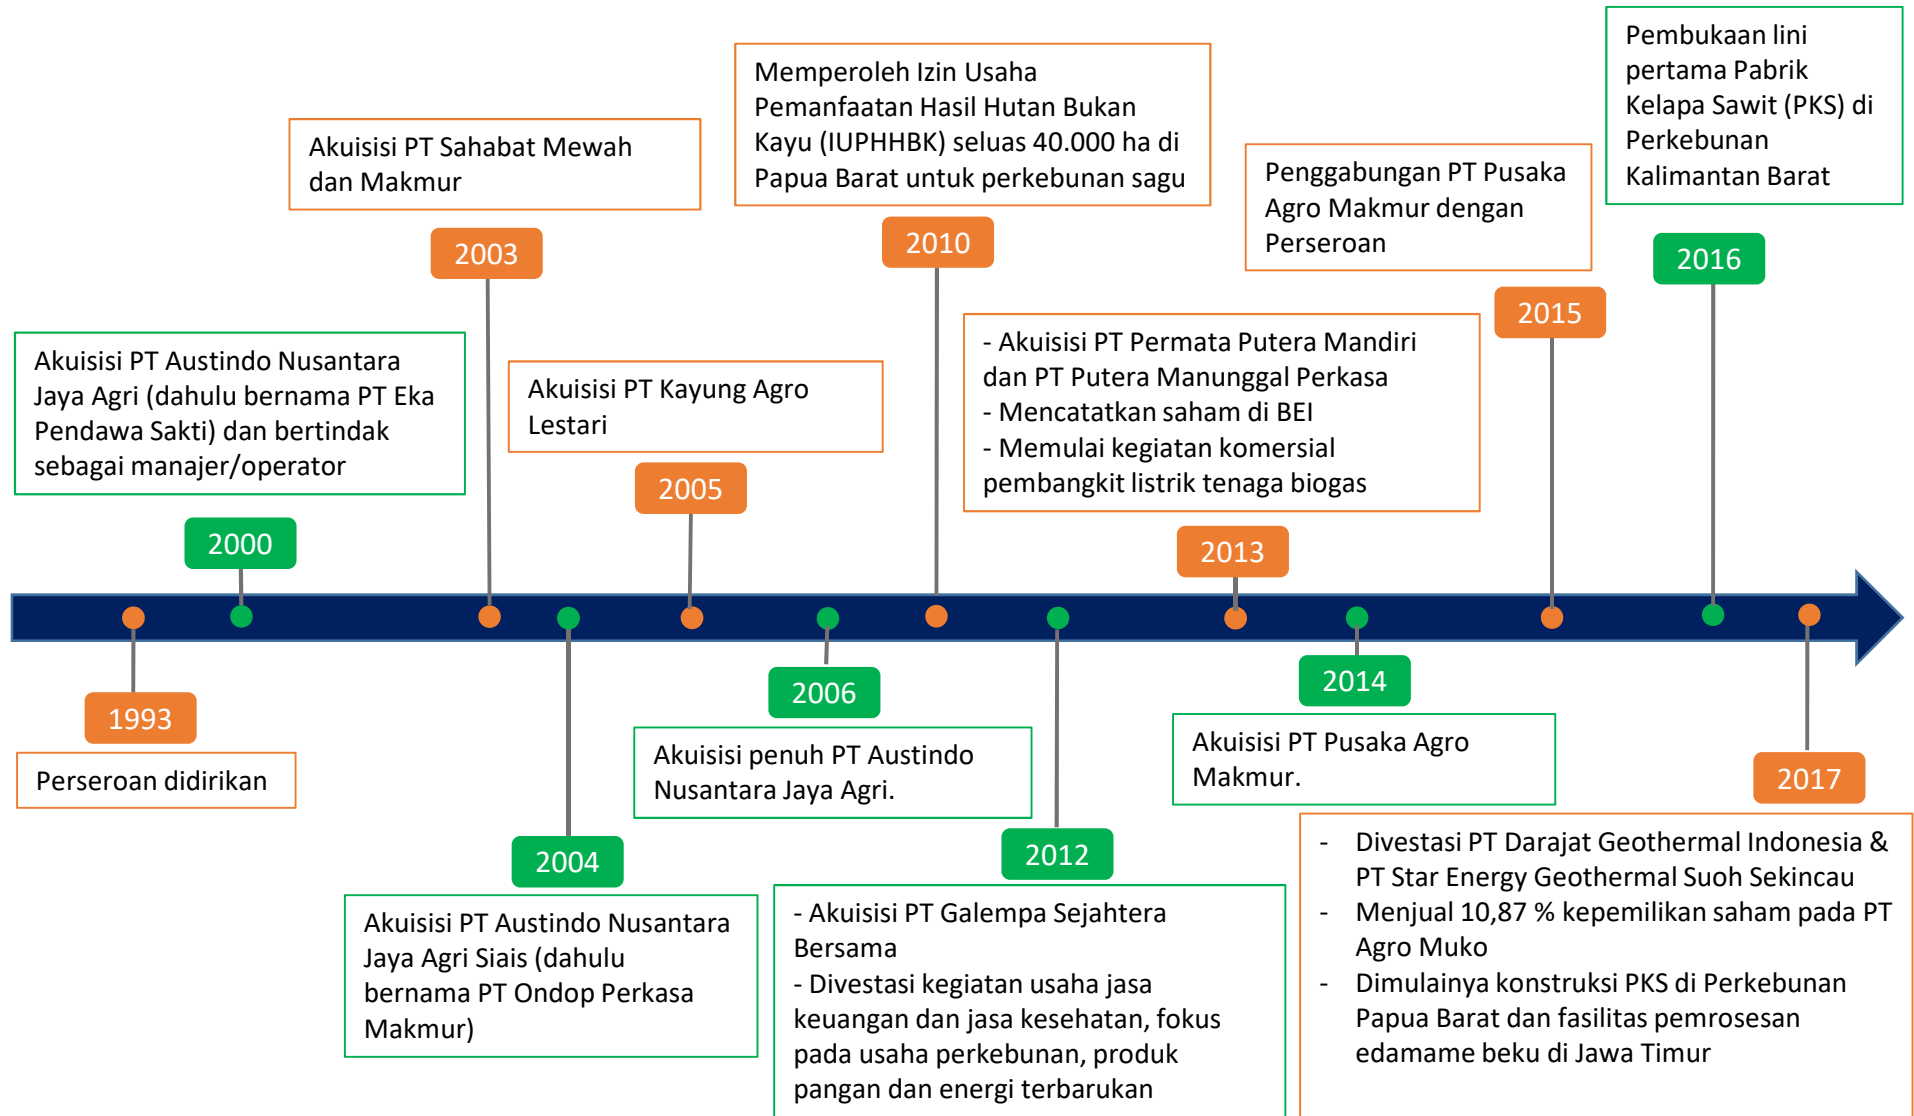 Pembukaan lini
pertama Pabrik
Kelapa Sawit (PKS) di
Perkebunan
Kalimantan Barat
2016
Memperoleh Izin Usaha
Pemanfaatan Hasil Hutan Bukan
Kayu (IUPHHBK) seluas 40.000 ha di
Papua Barat untuk perkebunan sagu
2010
Akuisisi PT Sahabat Mewah
dan Makmur
2003
Penggabungan PT Pusaka
Agro Makmur dengan
Perseroan
2015
Akuisisi PT Austindo Nusantara
Jaya Agri (dahulu bernama PT Eka
Pendawa Sakti) dan bertindak
sebagai manajer/operator
2000
Akuisisi PT Kayung Agro
Lestari
2005
- Akuisisi PT Permata Putera Mandiri
dan PT Putera Manunggal Perkasa
- Mencatatkan saham di BEI
- Memulai kegiatan komersial
pembangkit listrik tenaga biogas
2013
1993
Perseroan didirikan
2004
Akuisisi PT Austindo Nusantara
Jaya Agri Siais (dahulu
bernama PT Ondop Perkasa
Makmur)
2006
Akuisisi penuh PT Austindo
Nusantara Jaya Agri.
2012
- Akuisisi PT Galempa Sejahtera
Bersama
- Divestasi kegiatan usaha jasa
keuangan dan jasa kesehatan, fokus
pada usaha perkebunan, produk
pangan dan energi terbarukan
2014
Akuisisi PT Pusaka Agro
Makmur.
2017
- Divestasi PT Darajat Geothermal Indonesia &
PT Star Energy Geothermal Suoh Sekincau
- Menjual 10,87 % kepemilikan saham pada PT
Agro Muko
- Dimulainya konstruksi PKS di Perkebunan
Papua Barat dan fasilitas pemrosesan
edamame beku di Jawa Timur